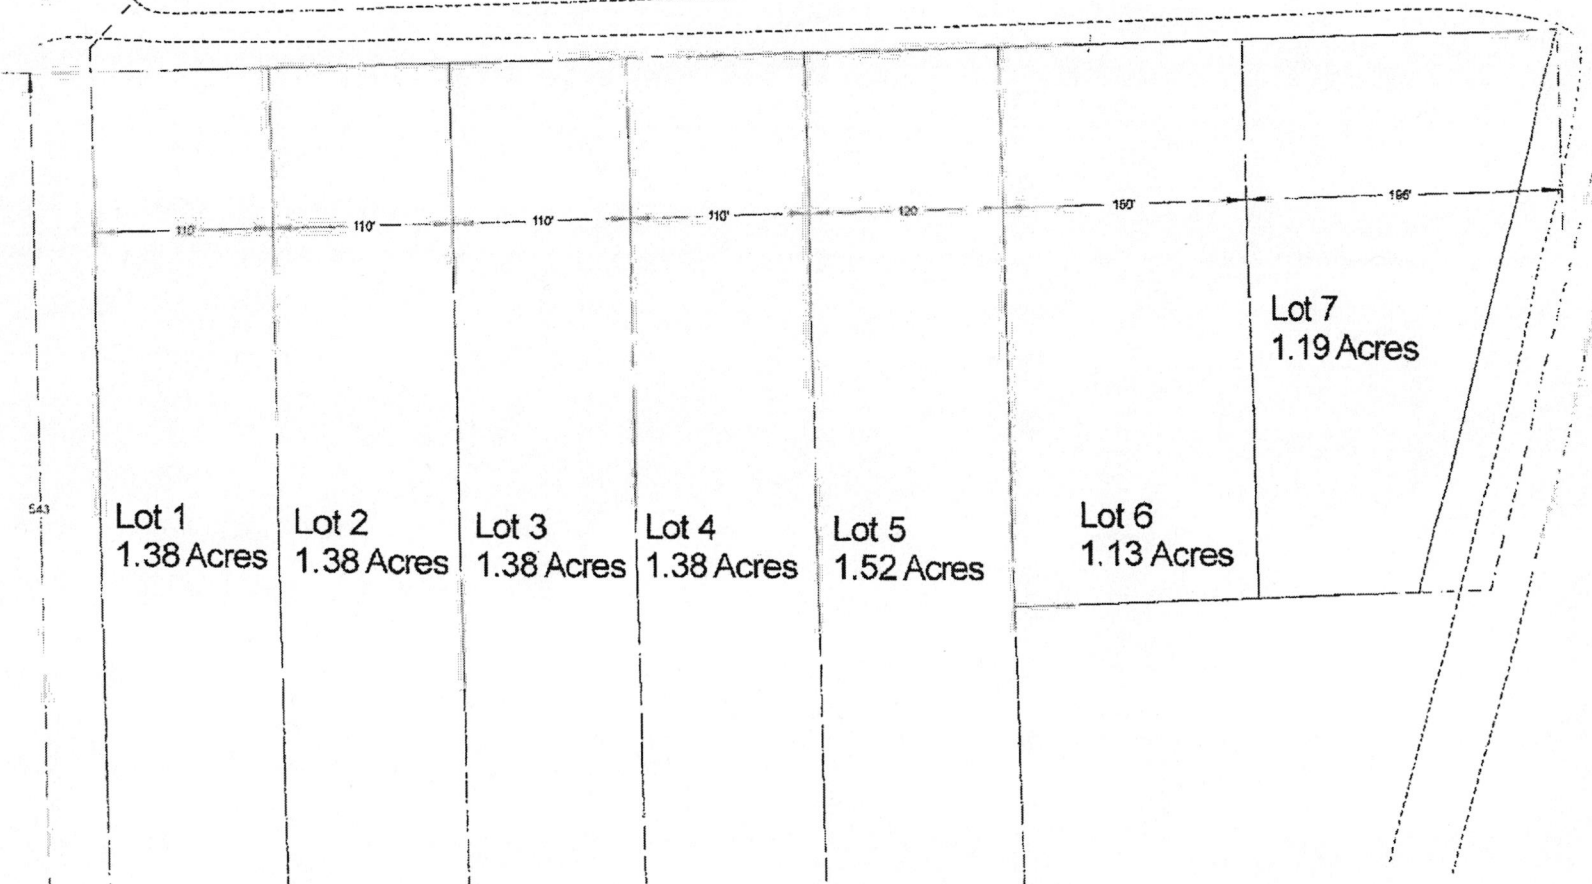 110'
110'
110'
110'
120
150'
195'
Lot 7
1.19 Acres
543
Lot 1
1.38 Acres
Lot 2
1.38 Acres
Lot 3
1.38 Acres
Lot 4
1.38 Acres
Lot 5
1.52 Acres
Lot 6
1.13 Acres